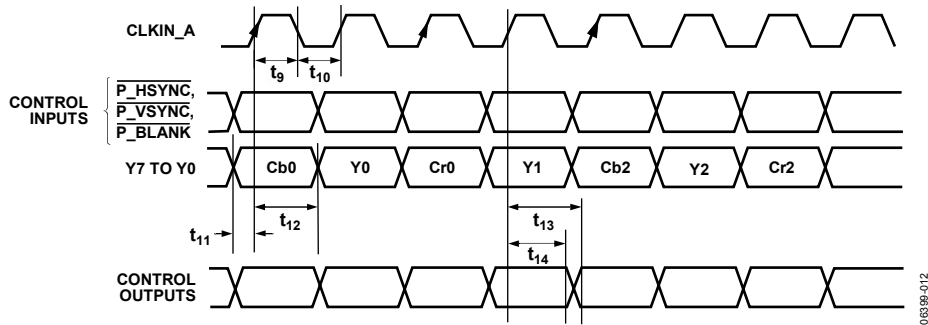 CLKIN_A
t9 t10
CONTROL INPUTS
P_HSYNC,
P_VSYNC,
P_BLANK
Y7 TO Y0 Cb0 Y0 Cr0 Y1 Cb2 Y2 Cr2
t12 t13
t11 t14
CONTROL OUTPUTS
06399-012